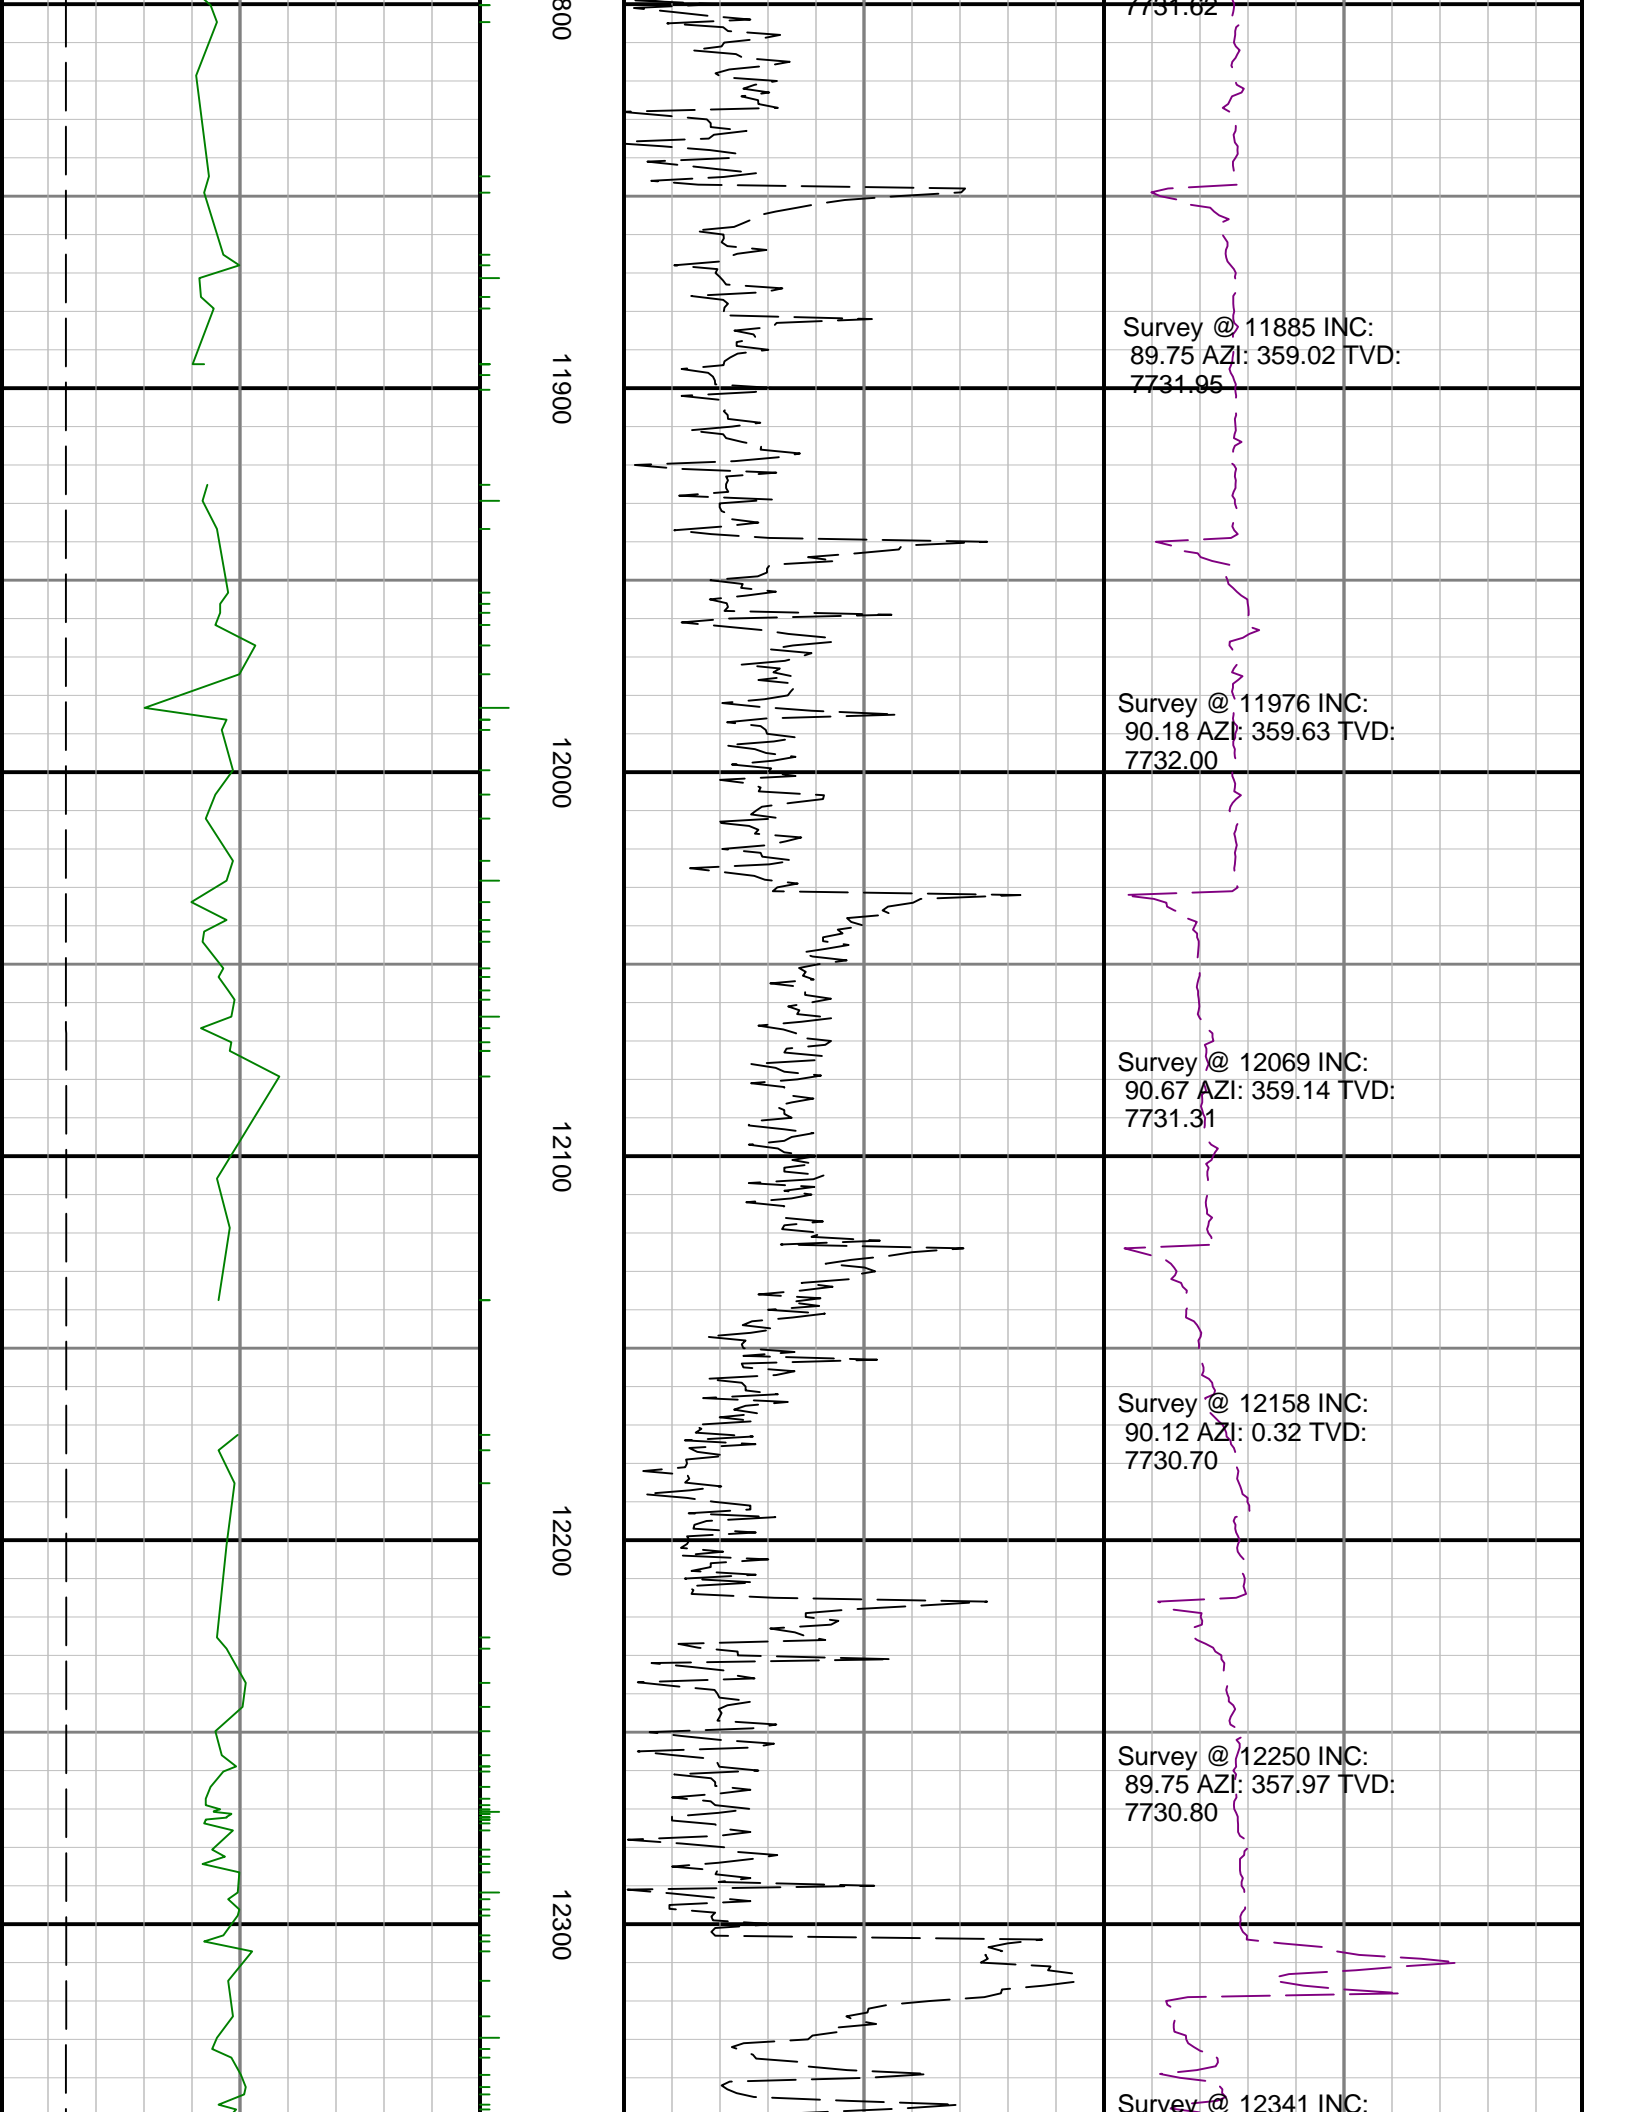 800
7731.62
Survey @ 11885 INC:
89.75 AZI: 359.02 TVD:
7731.95
11900
Survey @ 11976 INC:
90.18 AZI: 359.63 TVD:
7732.00
12000
Survey @ 12069 INC:
90.67 AZI: 359.14 TVD:
7731.31
12100
Survey @ 12158 INC:
90.12 AZI: 0.32 TVD:
7730.70
12200
Survey @ 12250 INC:
89.75 AZI: 357.97 TVD:
7730.80
12300
Survey @ 12341 INC: